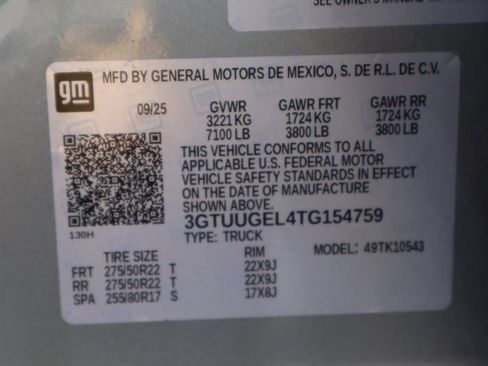 SEE OWNER'S MANUAL
gm
MFD BY GENERAL MOTORS DE MEXICO, S. DE R.L. DE C.V.
09/25 GVWR GAWR FRT GAWR RR
3221 KG 1724 KG 1724 KG
7100 LB 3800 LB 3800 LB
THIS VEHICLE CONFORMS TO ALL
APPLICABLE U.S. FEDERAL MOTOR
VEHICLE SAFETY STANDARDS IN EFFECT
ON THE DATE OF MANUFACTURE
SHOWN ABOVE.
3GTUUGEL4TG154759
130H
TYPE: TRUCK
MODEL: 49TK10543
TIRE SIZE RIM
FRT 275/50R22 T 22X9J
RR 275/50R22 T 22X9J
SPA 255/80R17 S 17X8J